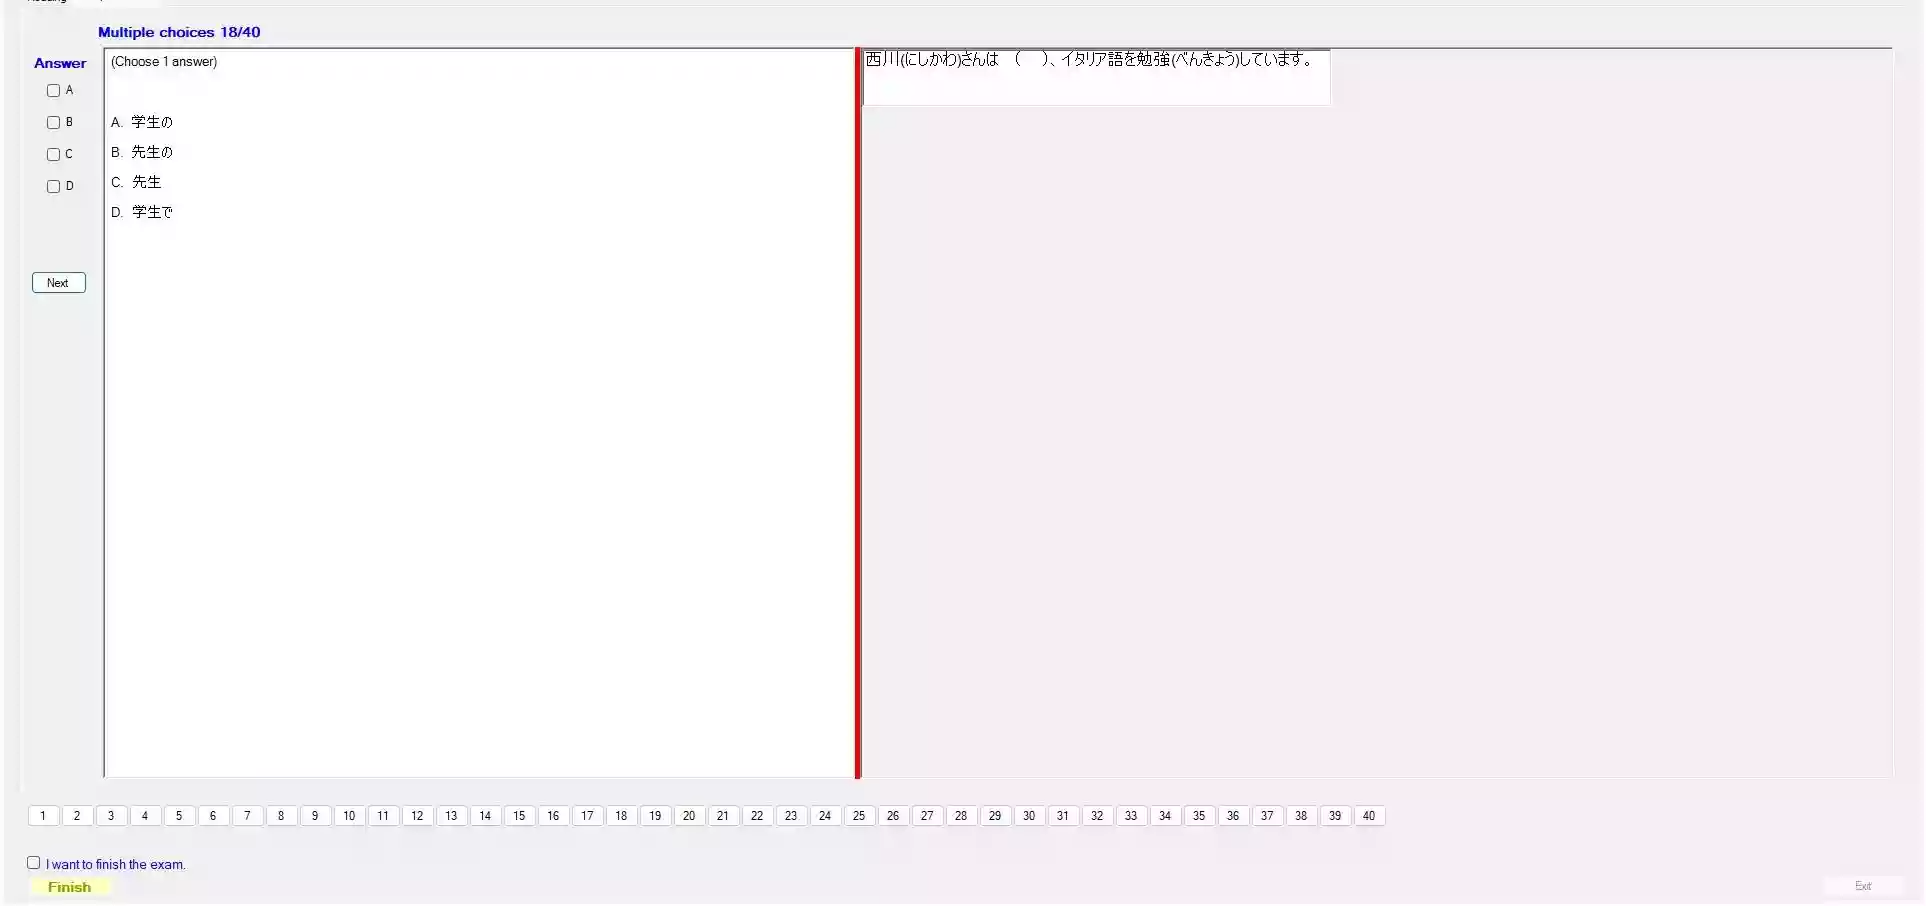 Multiple choices 18/40
Answer
(Choose 1 answer)
A
B
C
D
A. 学生の
B. 先生の
C. 先生
D. 学生で
Next
西川(にしかわ)さんは （ ）、イタリア語を勉強(べんきょう)しています。
1 2 3 4 5 6 7 8 9 10 11 12 13 14 15 16 17 18 19 20 21 22 23 24 25 26 27 28 29 30 31 32 33 34 35 36 37 38 39 40
I want to finish the exam.
Finish
Exit